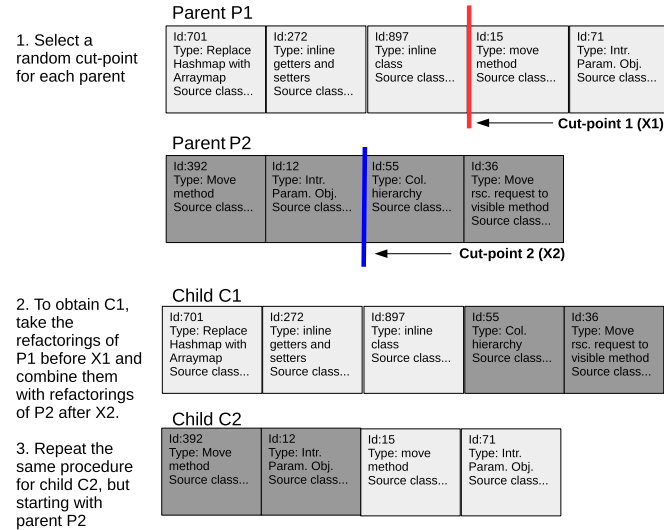 Parent P1
1. Select a
random cut-point
for each parent
Id:701
Type: Replace
Hashmap with
Arraymap
Source class...
Id:272
Type: inline
getters and
setters
Source class...
Id:897
Type: inline
class
Source class...
Id:15
Type: move
method
Source class...
Id:71
Type: Intr.
Param. Obj.
Source class...
Cut-point 1 (X1)
Parent P2
Id:392
Type: Move
method
Source class...
Id:12
Type: Intr.
Param. Obj.
Source class...
Id:55
Type: Col.
hierarchy
Source class...
Id:36
Type: Move
rsc. request to
visible method
Source class...
Cut-point 2 (X2)
2. To obtain C1,
take the
refactorings of
P1 before X1 and
combine them
with refactorings
of P2 after X2.
Child C1
Id:701
Type: Replace
Hashmap with
Arraymap
Source class...
Id:272
Type: inline
getters and
setters
Source class...
Id:897
Type: inline
class
Source class...
Id:55
Type: Col.
hierarchy
Source class...
Id:36
Type: Move
rsc. request to
visible method
Source class...
3. Repeat the
same procedure
for child C2, but
starting with
parent P2
Child C2
Id:392
Type: Move
method
Source class...
Id:12
Type: Intr.
Param. Obj.
Source class...
Id:15
Type: move
method
Source class...
Id:71
Type: Intr.
Param. Obj.
Source class...